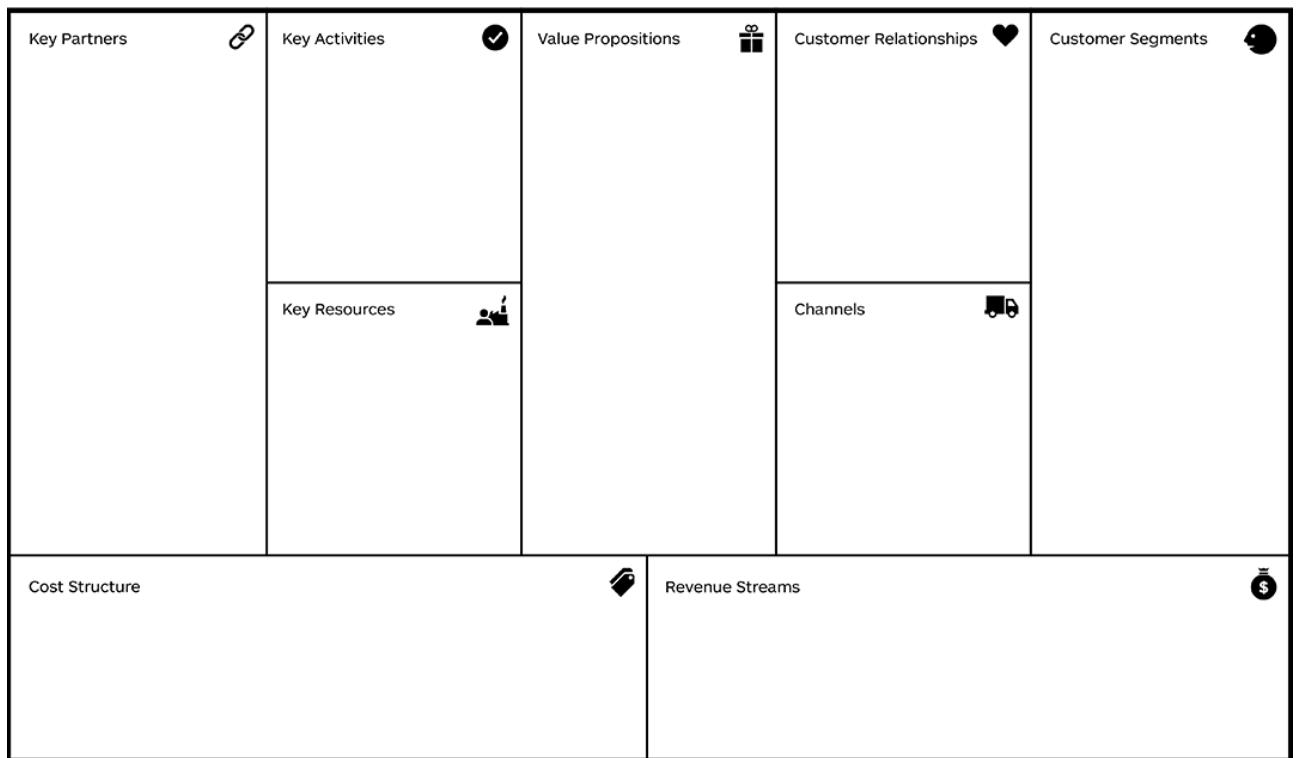 Key Partners
Key Activities
Value Propositions
Customer Relationships
Customer Segments
Key Resources
Channels
Cost Structure
Revenue Streams
$